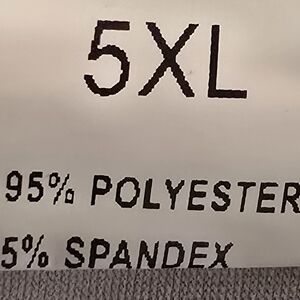 5XL
95% POLYESTER
5% SPANDEX